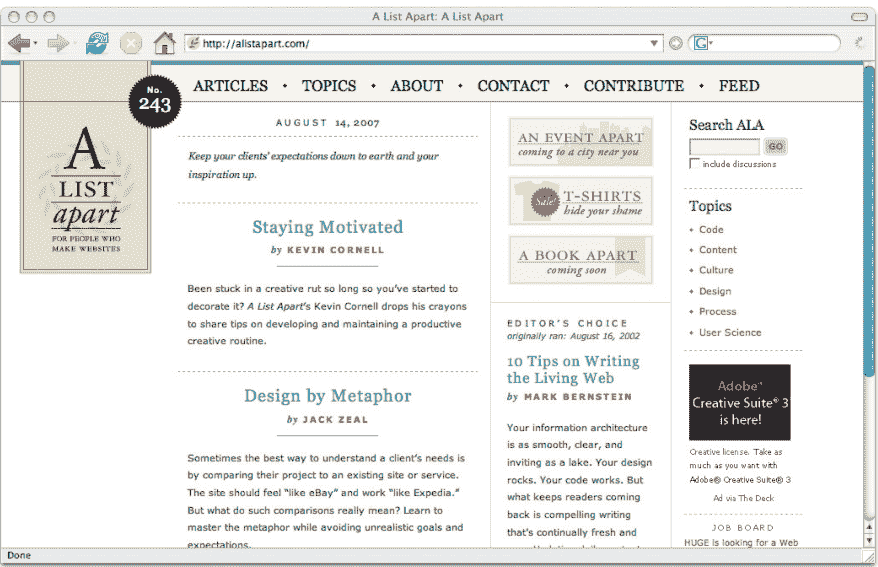 A List Apart: A List Apart
http://alistapart.com/
G
ARTICLES • TOPICS • ABOUT • CONTACT • CONTRIBUTE • FEED
No.
243
A
LIST
apart
FOR PEOPLE WHO
MAKE WEBSITES
AUGUST 14, 2007
Keep your clients' expectations down to earth and your
inspiration up.
Staying Motivated
by KEVIN CORNELL
Been stuck in a creative rut so long so you've started to
decorate it? A List Apart's Kevin Cornell drops his crayons
to share tips on developing and maintaining a productive
creative routine.
Design by Metaphor
by JACK ZEAL
Sometimes the best way to understand a client's needs is
by comparing their project to an existing site or service.
The site should feel "like eBay" and work "like Expedia."
But what do such comparisons really mean? Learn to
master the metaphor while avoiding unrealistic goals and
expectations.
AN EVENT APART
coming to a city near you
Sale!
T-SHIRTS
hide your shame
A BOOK APART
coming soon
EDITOR'S CHOICE
originally ran: August 16, 2002
10 Tips on Writing
the Living Web
by MARK BERNSTEIN
Your information architecture
is as smooth, clear, and
inviting as a lake. Your design
rocks. Your code works. But
what keeps readers coming
back is compelling writing
that's continually fresh and
Search ALA
GO
include discussions
Topics
• Code
• Content
• Culture
• Design
• Process
• User Science
Adobe™
Creative Suite® 3
is here!
Creative license. Take as
much as you want with
Adobe® Creative Suite® 3
Ad via The Deck
JOB BOARD
HUGE is looking for a Web
Done